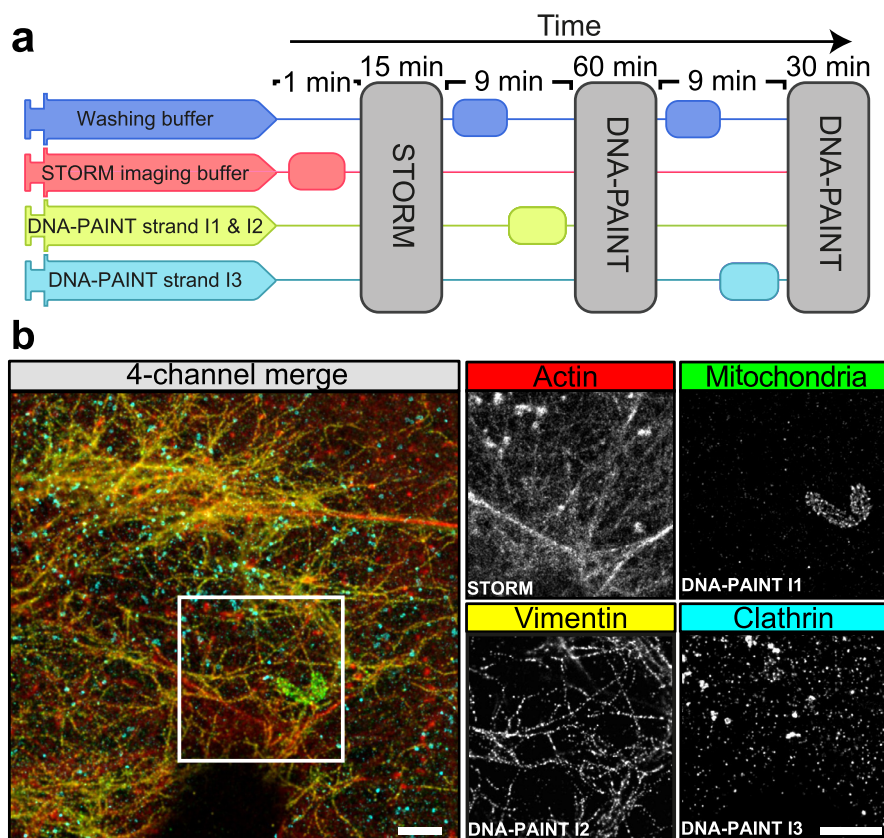 a
Time
1 min
15 min
9 min
60 min
9 min
30 min
Washing buffer
STORM imaging buffer
DNA-PAINT strand I1 & I2
DNA-PAINT strand I3
STORM
DNA-PAINT
DNA-PAINT
b
4-channel merge
Actin
Mitochondria
STORM
DNA-PAINT I1
Vimentin
Clathrin
DNA-PAINT I2
DNA-PAINT I3